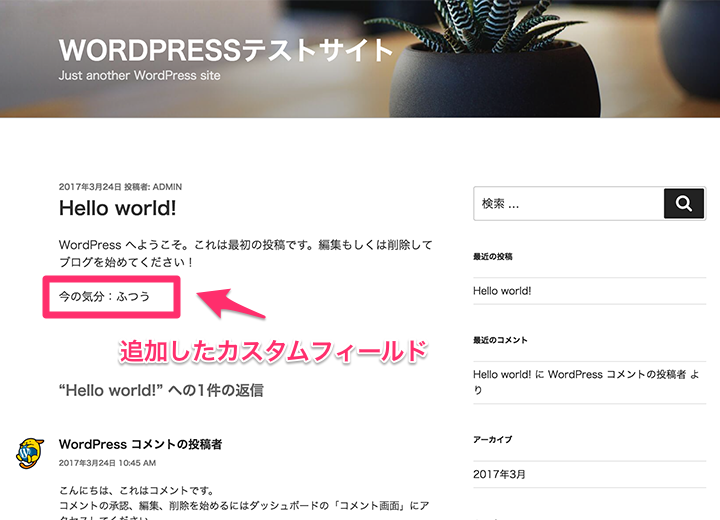 WORDPRESSテストサイト
Just another WordPress site
2017年3月24日 投稿者: ADMIN
Hello world!
WordPress へようこそ。これは最初の投稿です。編集もしくは削除して
ブログを始めてください！
今の気分：ふつう
追加したカスタムフィールド
“Hello world!” への1件の返信
WordPress コメントの投稿者
2017年3月24日 10:45 AM
こんにちは、これはコメントです。
コメントの承認、編集、削除を始めるにはダッシュボードの「コメント画面」にア
クセスしてください。
検索 …
最近の投稿
Hello world!
最近のコメント
Hello world! に WordPress コメントの投稿者 よ
り
アーカイブ
2017年3月